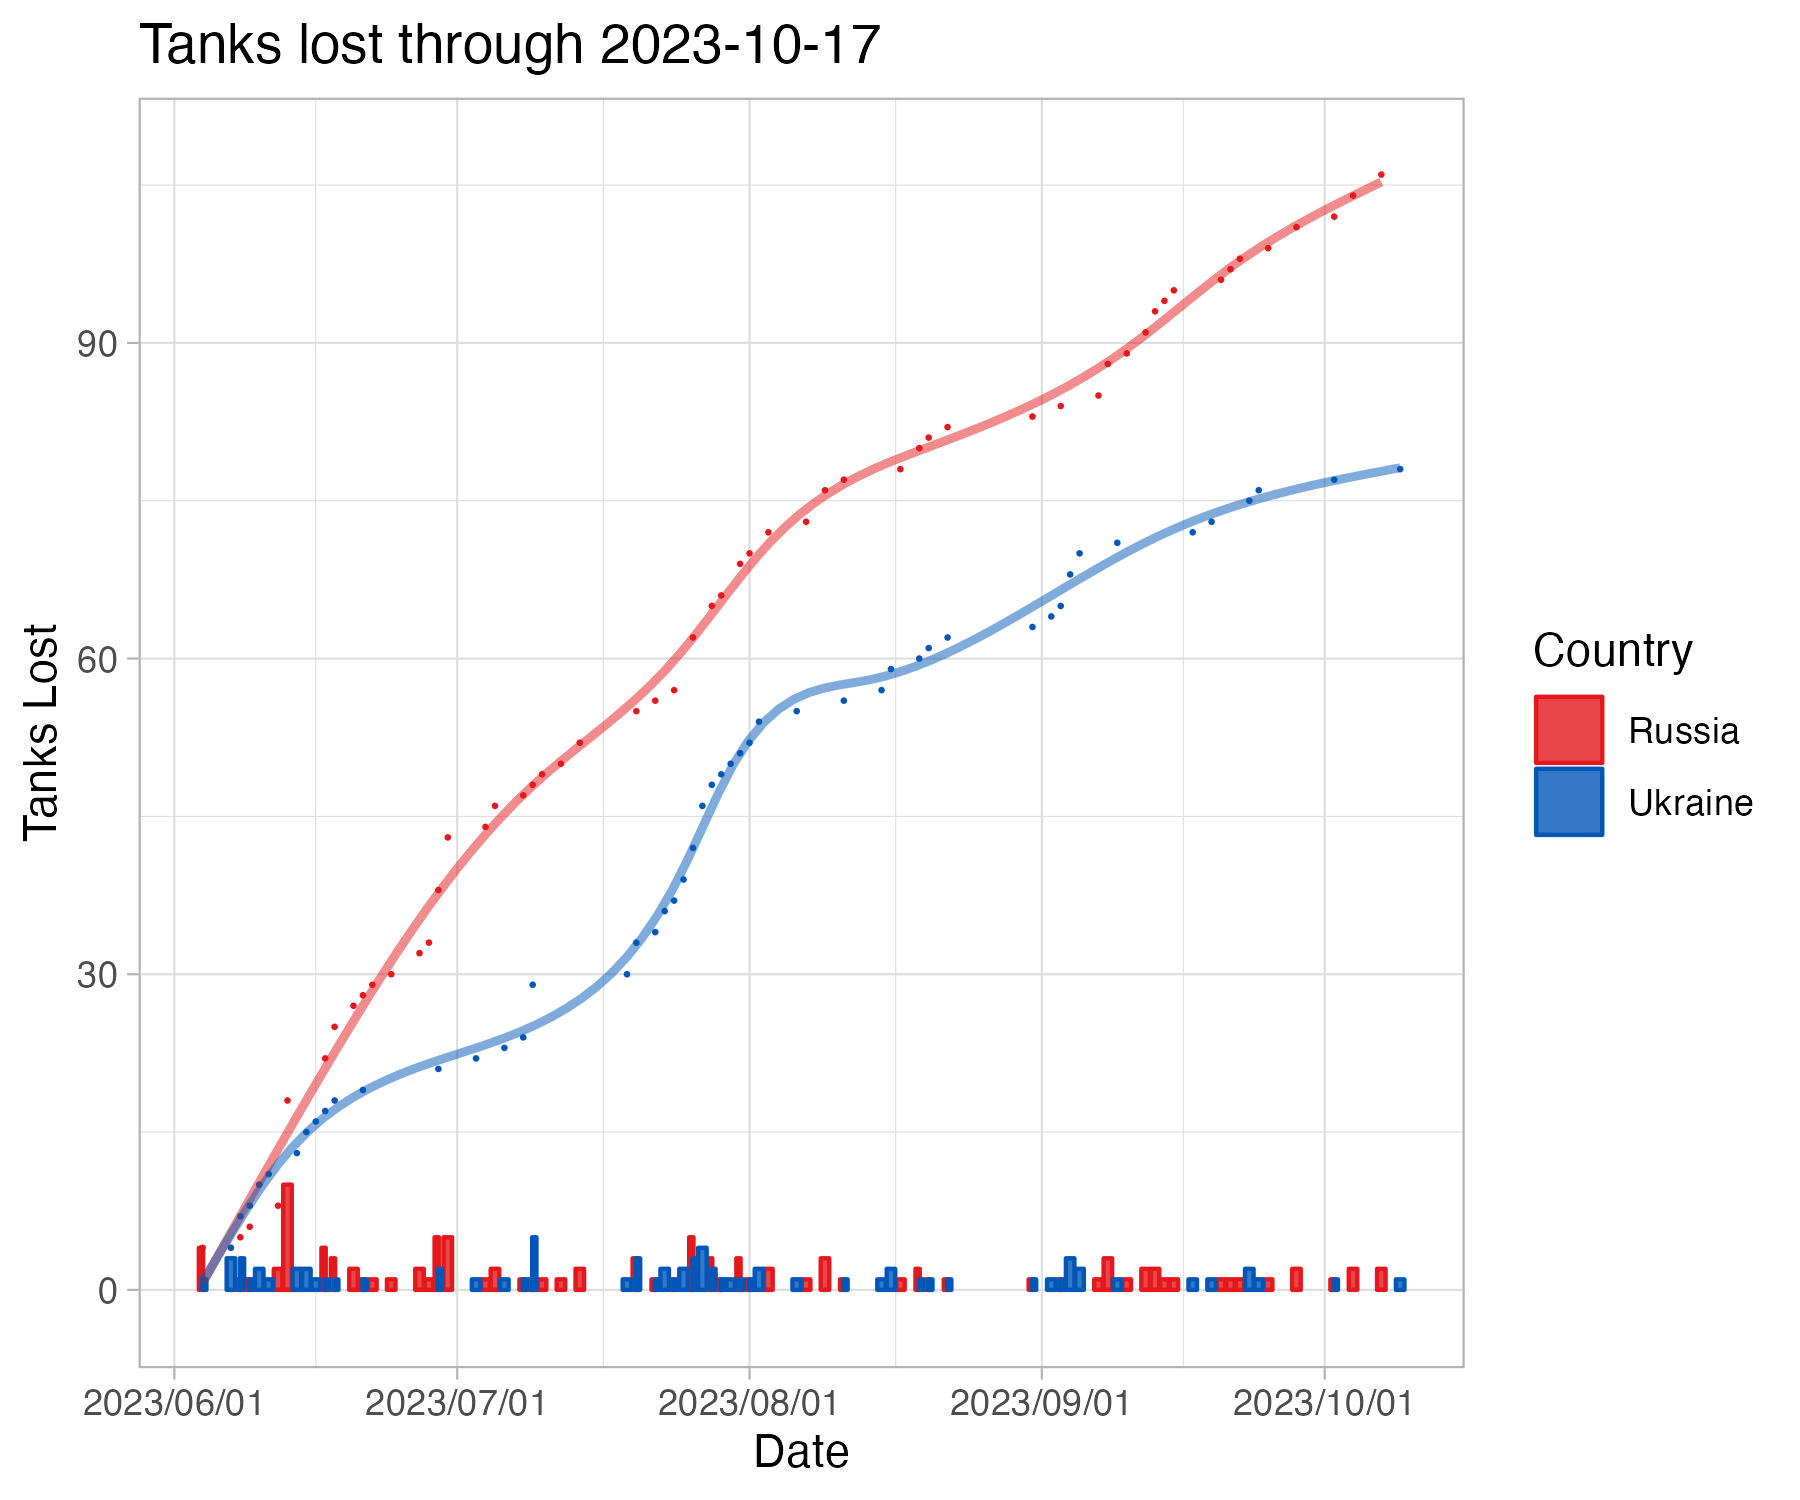 Tanks lost through 2023-10-17
Tanks Lost
90
60
30
0
2023/06/01 2023/07/01 2023/08/01 2023/09/01 2023/10/01
Date
Country
Russia
Ukraine